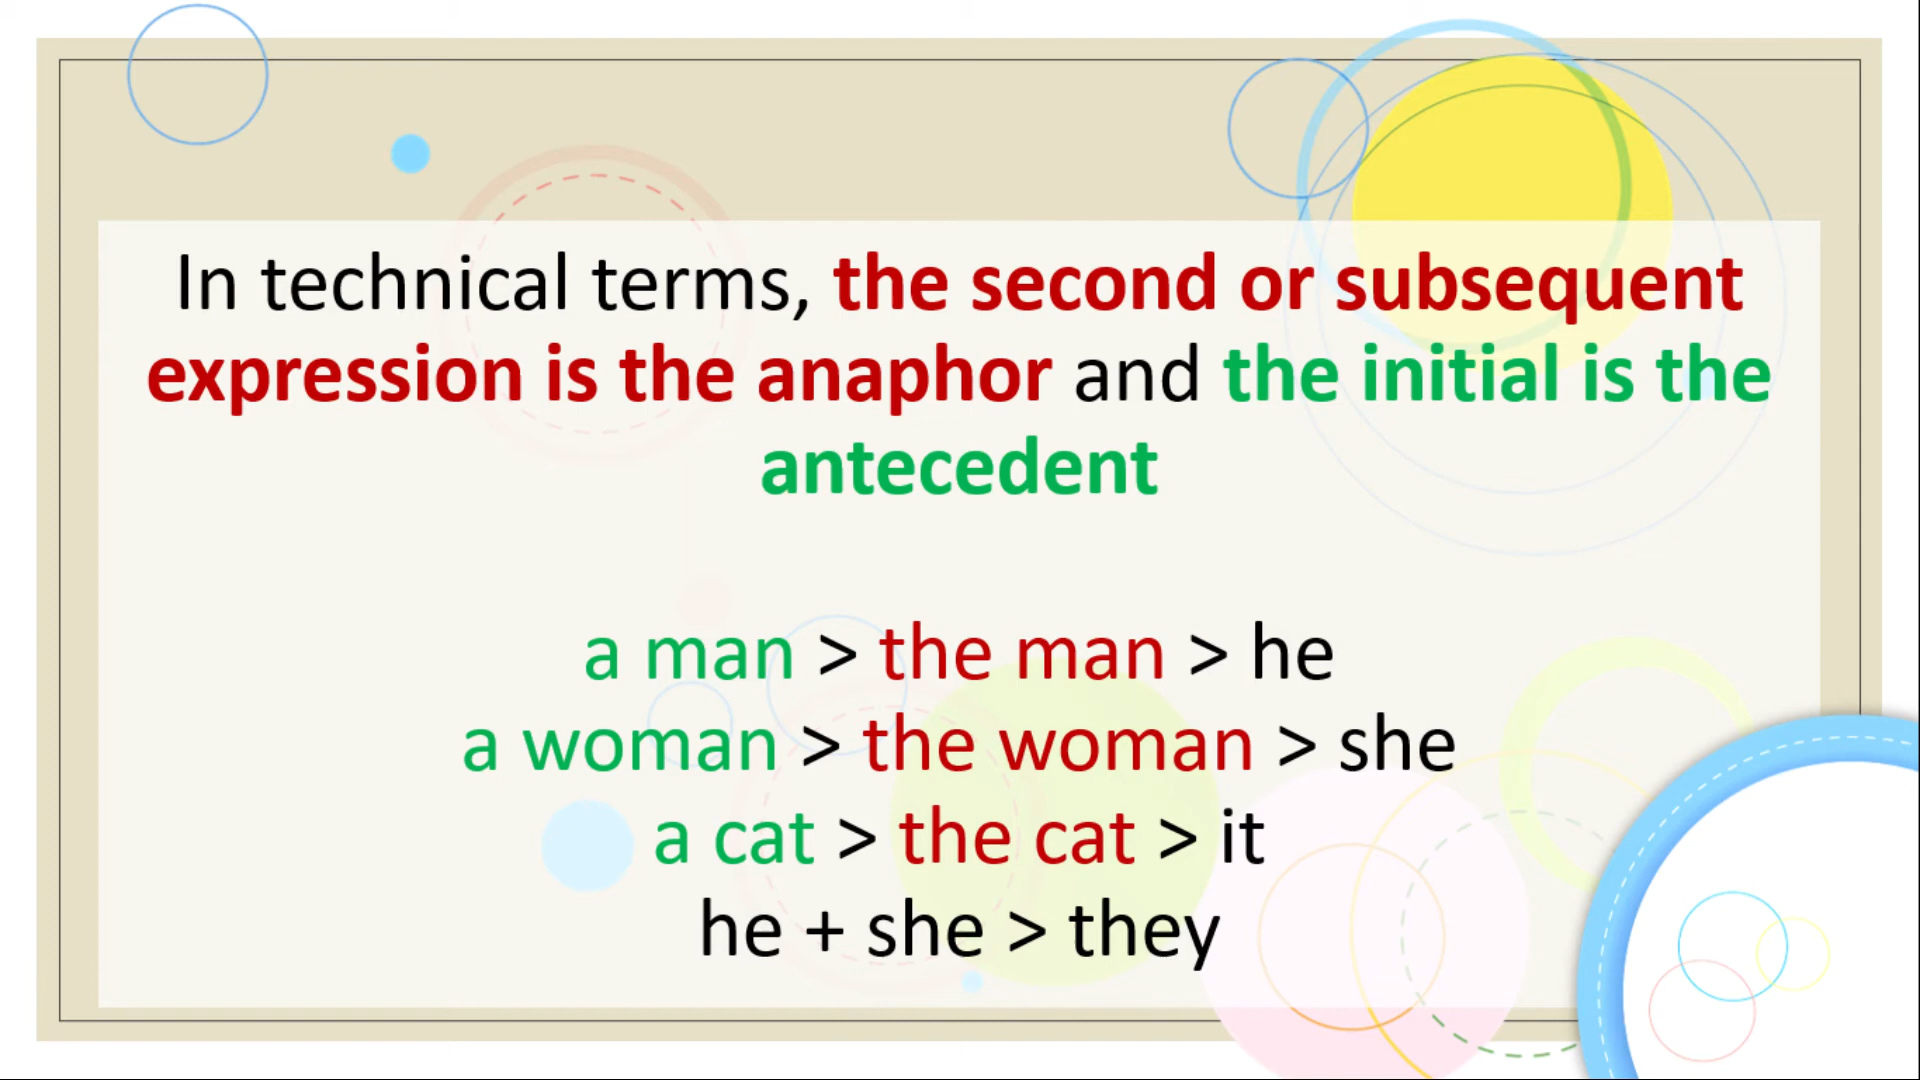 In technical terms, the second or subsequent
expression is the anaphor and the initial is the
antecedent
a man > the man > he
a woman > the woman > she
a cat > the cat > it
he + she > they